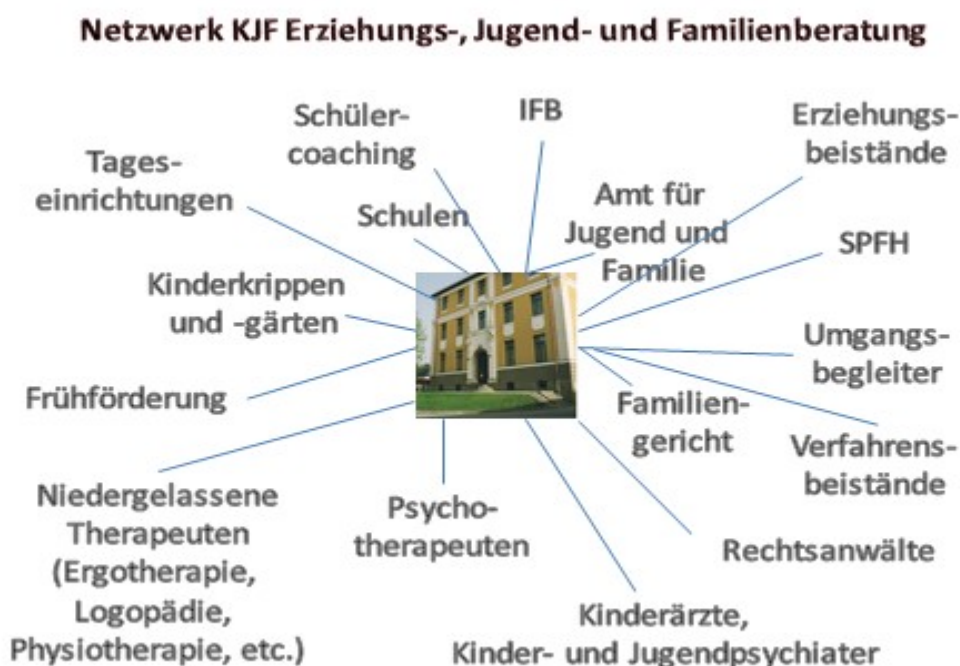 Netzwerk KJF Erziehungs-, Jugend- und Familienberatung
Schüler-
coaching
IFB
Erziehungs-
beistände
Tages-
einrichtungen
Schulen
Amt für
Jugend und
Familie
SPFH
Kinderkrippen
und -gärten
Umgangs-
begleiter
Frühförderung
Familien-
gericht
Verfahrens-
beistände
Niedergelassene
Therapeuten
(Ergotherapie,
Logopädie,
Physiotherapie, etc.)
Psycho-
therapeuten
Rechtsanwälte
Kinderärzte,
Kinder- und Jugendpsychiater